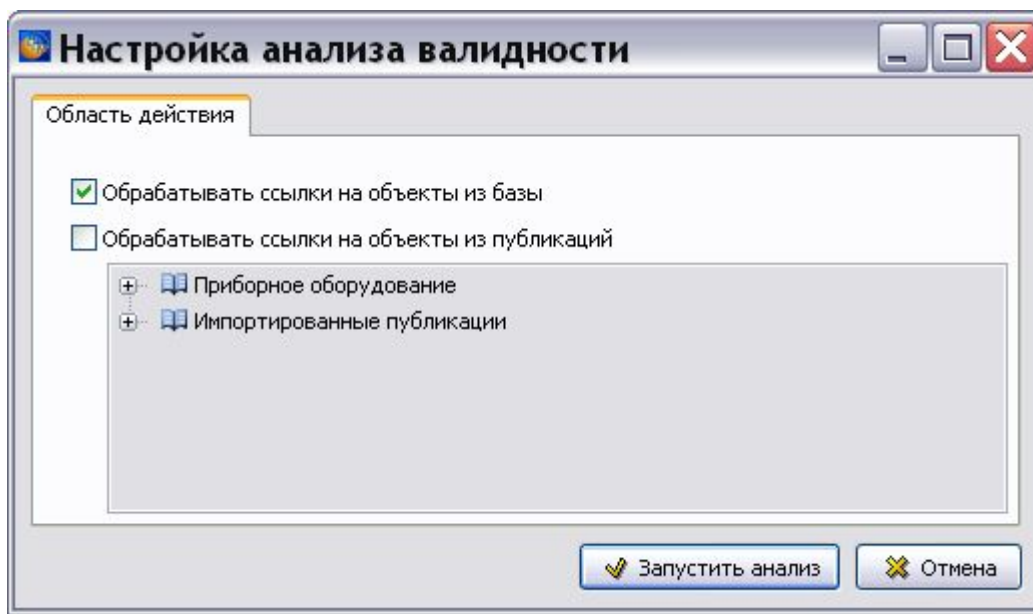 Настройка анализа валидности
Область действия
Обрабатывать ссылки на объекты из базы
Обрабатывать ссылки на объекты из публикаций
Приборное оборудование
Импортированные публикации
Запустить анализ
Отмена